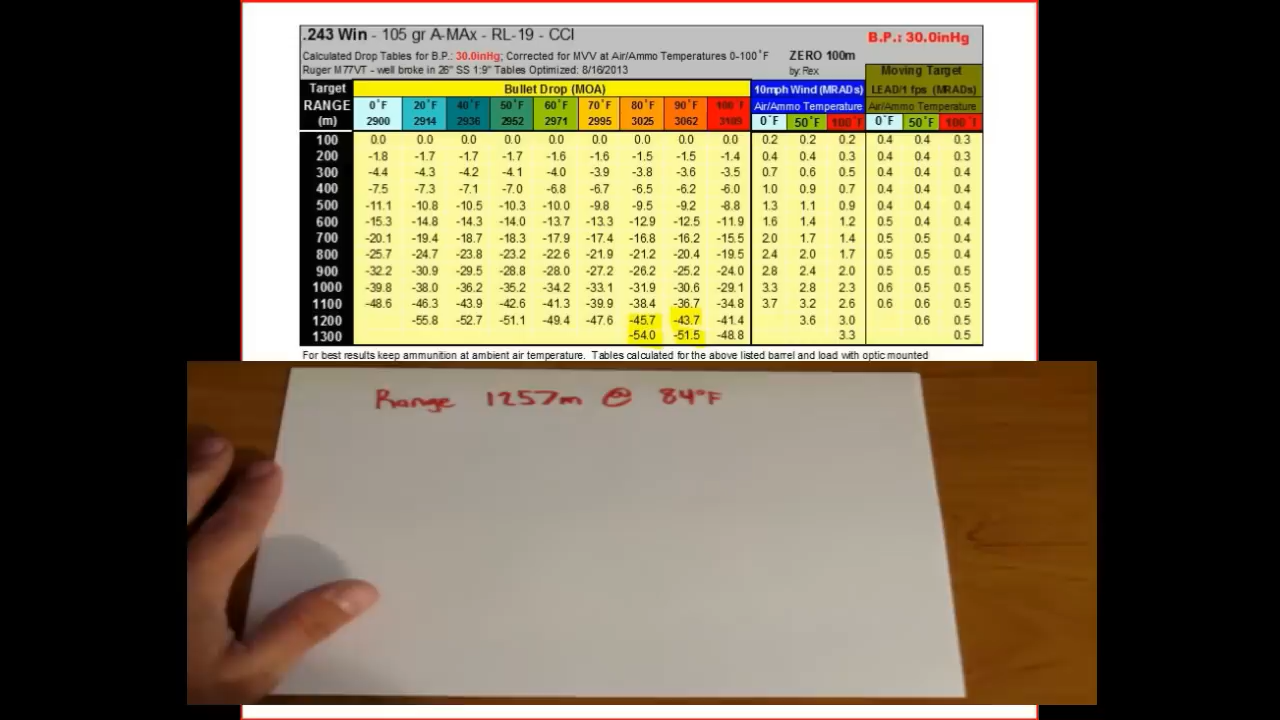 .243 Win - 105 gr A-MAx - RL-19 - CCI B.P.: 30.0inHg
Calculated Drop Tables for B.P.: 30.0inHg; Corrected for MVV at Air/Ammo Temperatures 0-100°F ZERO 100m
Ruger M77VT - well broke in 26" SS 1:9" Tables Optimized: 8/16/2013 by: Rex Moving Target
Target Bullet Drop (MOA) 10mph Wind (MRADs) LEAD/1 fps (MRADs)
RANGE 0°F 20°F 40°F 50°F 60°F 70°F 80°F 90°F 100°F Air/Ammo Temperature Air/Ammo Temperature
(m) 2900 2914 2936 2952 2971 2995 3025 3062 3109 0°F 50°F 100°F 0°F 50°F 100°F
100 0.0 0.0 0.0 0.0 0.0 0.0 0.0 0.0 0.0 0.2 0.2 0.2 0.4 0.4 0.3
200 -1.8 -1.7 -1.7 -1.7 -1.6 -1.6 -1.5 -1.5 -1.4 0.4 0.4 0.3 0.4 0.4 0.3
300 -4.4 -4.3 -4.2 -4.1 -4.0 -3.9 -3.8 -3.6 -3.5 0.7 0.6 0.5 0.4 0.4 0.4
400 -7.5 -7.3 -7.1 -7.0 -6.8 -6.7 -6.5 -6.2 -6.0 1.0 0.9 0.7 0.4 0.4 0.4
500 -11.1 -10.8 -10.5 -10.3 -10.0 -9.8 -9.5 -9.2 -8.8 1.3 1.1 0.9 0.5 0.4 0.4
600 -15.3 -14.8 -14.3 -14.0 -13.7 -13.3 -12.9 -12.5 -11.9 1.6 1.4 1.2 0.5 0.4 0.4
700 -20.1 -19.4 -18.7 -18.3 -17.9 -17.4 -16.8 -16.2 -15.5 2.0 1.7 1.4 0.5 0.5 0.4
800 -25.7 -24.7 -23.8 -23.2 -22.6 -21.9 -21.2 -20.4 -19.5 2.4 2.0 1.7 0.5 0.5 0.4
900 -32.2 -30.9 -29.5 -28.8 -28.0 -27.2 -26.2 -25.2 -24.0 2.8 2.4 2.0 0.5 0.5 0.5
1000 -39.8 -38.0 -36.2 -35.2 -34.2 -33.1 -31.9 -30.6 -29.1 3.3 2.8 2.3 0.6 0.5 0.5
1100 -48.6 -46.3 -43.9 -42.6 -41.3 -39.9 -38.4 -36.7 -34.8 3.7 3.2 2.6 0.6 0.6 0.5
1200 -55.8 -52.7 -51.1 -49.4 -47.6 -45.7 -43.7 -41.4 3.6 3.0 0.6 0.5
1300 -54.0 -51.5 -48.8 3.3 0.5
For best results keep ammunition at ambient air temperature. Tables calculated for the above listed barrel and load with optic mounted
Range 1257m @ 84°F